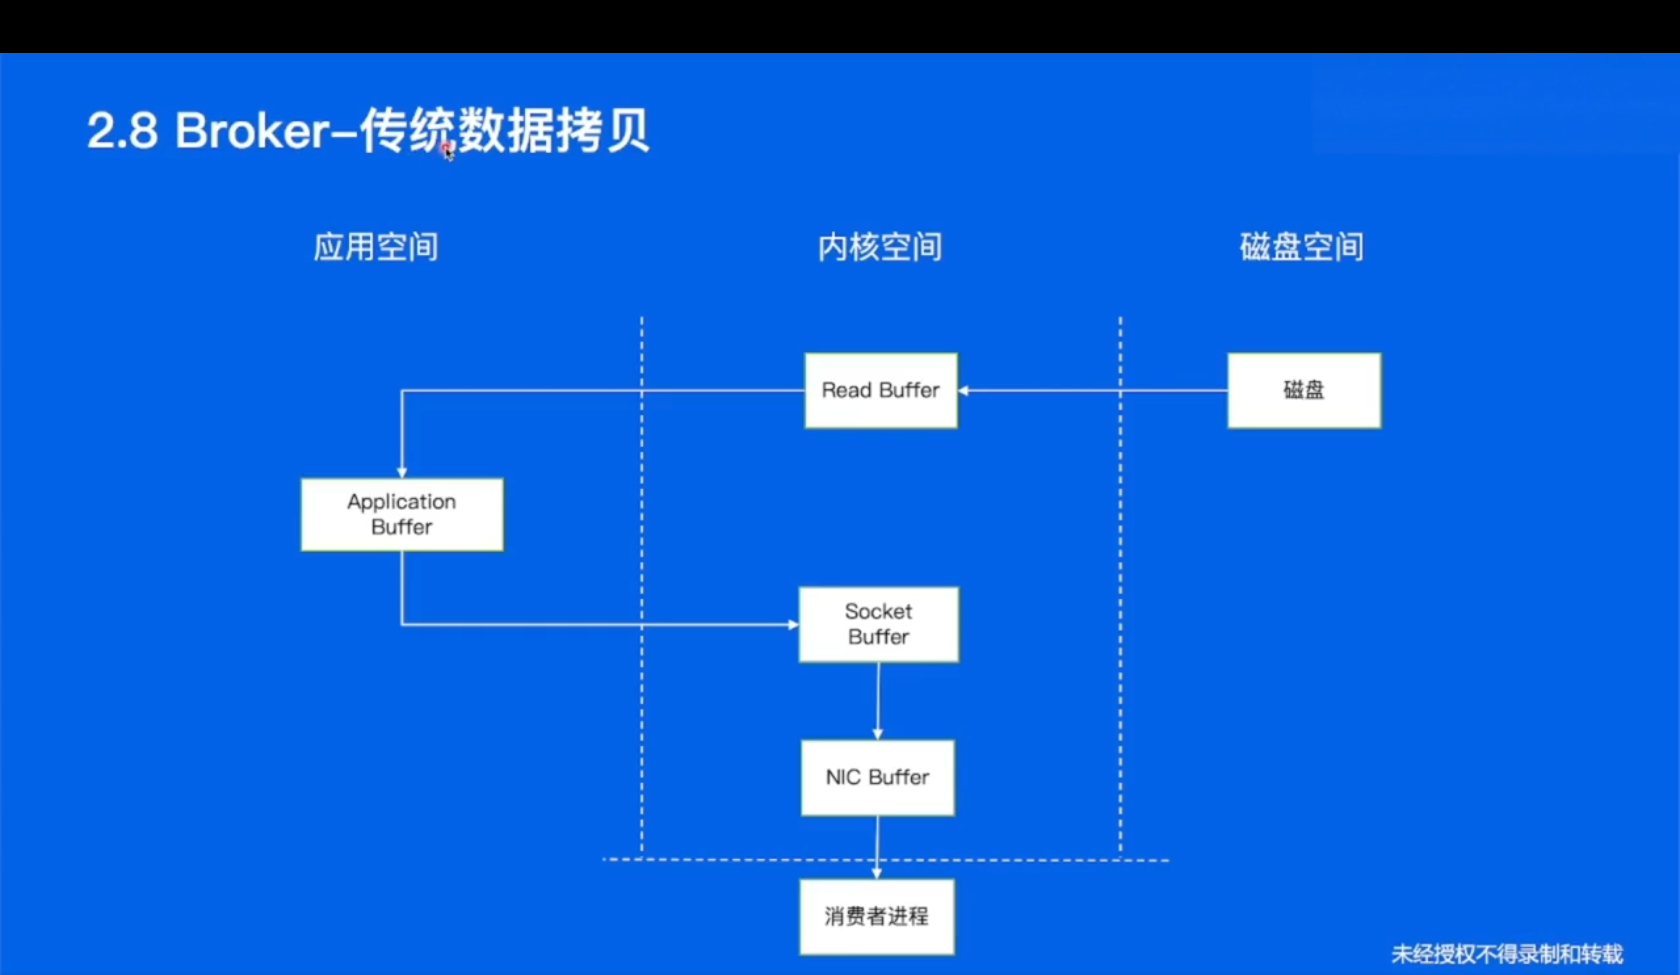 2.8 Broker–传统数据拷贝
应用空间
内核空间
磁盘空间
Read Buffer
磁盘
Application
Buffer
Socket
Buffer
NIC Buffer
消费者进程
未经授权不得录制和转载